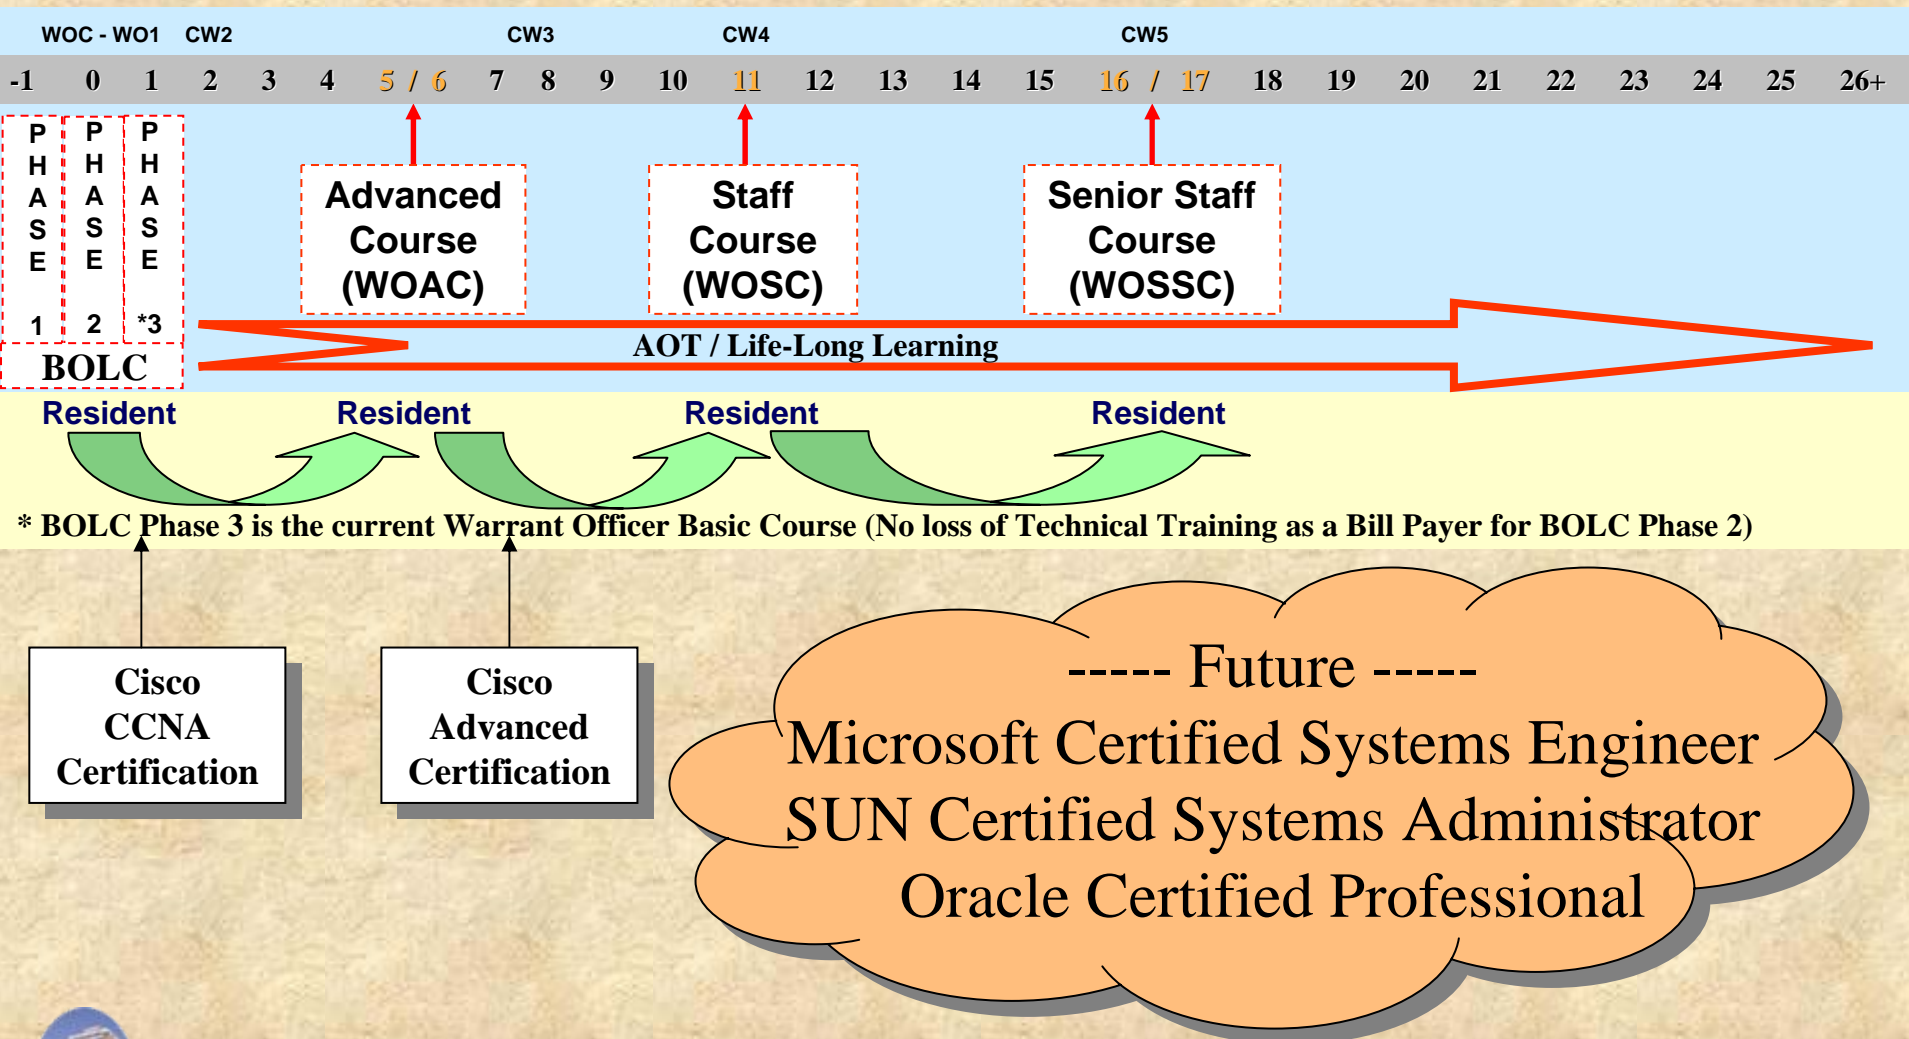 WOC - WO1 CW2 CW3 CW4 CW5
-1 0 1 2 3 4 5 / 6 7 8 9 10 11 12 13 14 15 16 / 17 18 19 20 21 22 23 24 25 26+
PHASE 1
PHASE 2
PHASE *3
BOLC
Advanced
Course
(WOAC)
Staff
Course
(WOSC)
Senior Staff
Course
(WOSSC)
AOT / Life-Long Learning
Resident Resident Resident Resident
* BOLC Phase 3 is the current Warrant Officer Basic Course (No loss of Technical Training as a Bill Payer for BOLC Phase 2)
Cisco
CCNA
Certification
Cisco
Advanced
Certification
----- Future -----
Microsoft Certified Systems Engineer
SUN Certified Systems Administrator
Oracle Certified Professional